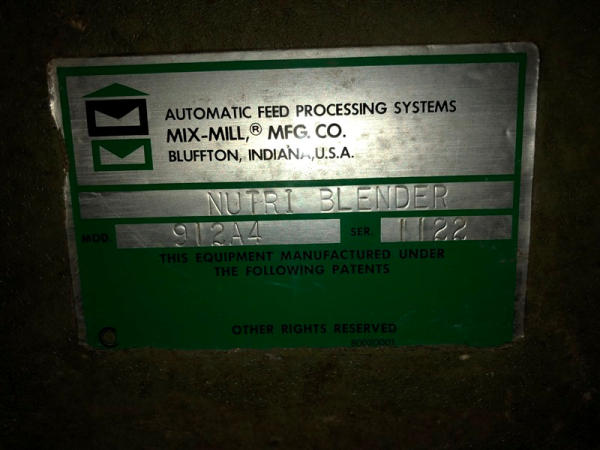 AUTOMATIC FEED PROCESSING SYSTEMS
MIX-MILL,® MFG. CO.
BLUFFTON, INDIANA, U.S.A.
NUTRI BLENDER
MOD. 912A4 SER. 1122
THIS EQUIPMENT MANUFACTURED UNDER
THE FOLLOWING PATENTS
OTHER RIGHTS RESERVED